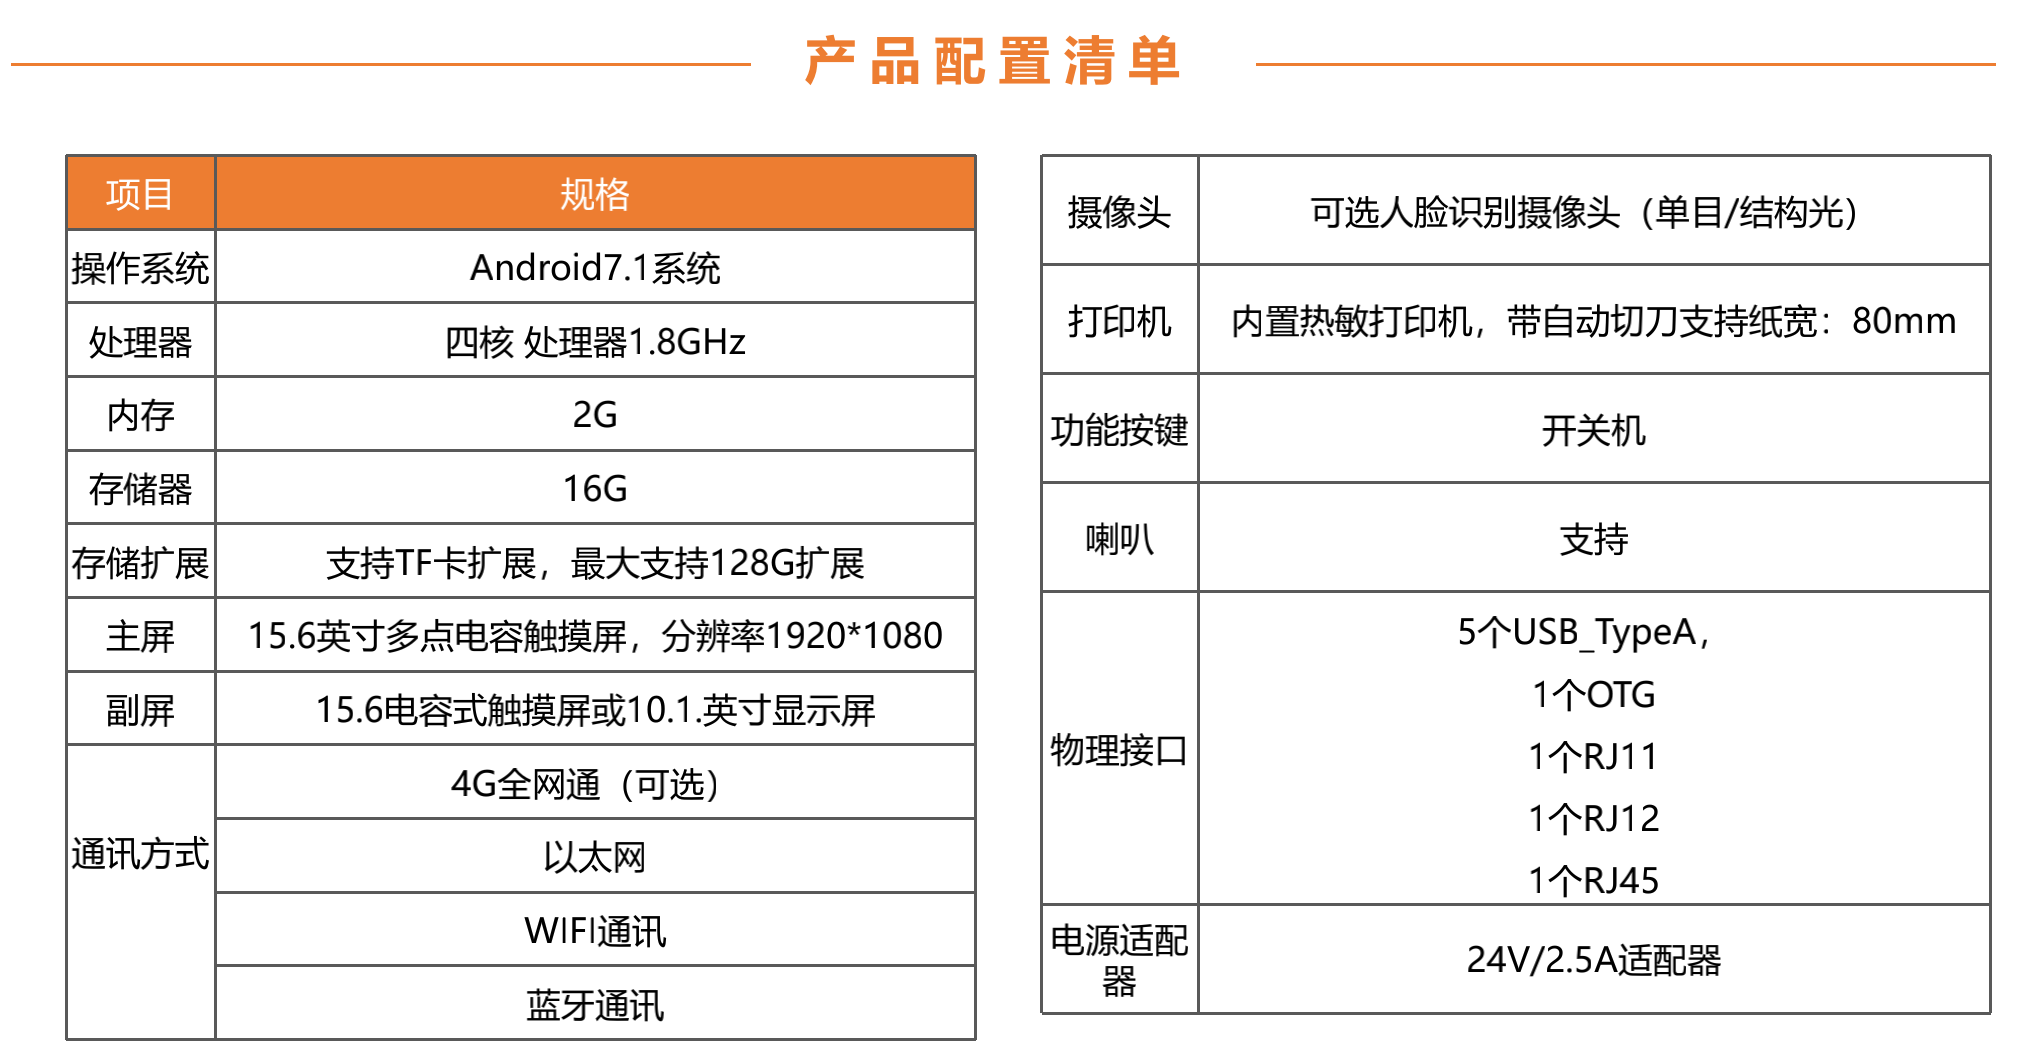 产品配置清单
项目
规格
操作系统
Android7.1系统
处理器
四核 处理器1.8GHz
内存
2G
存储器
16G
存储扩展
支持TF卡扩展，最大支持128G扩展
主屏
15.6英寸多点电容触摸屏，分辨率1920*1080
副屏
15.6电容式触摸屏或10.1.英寸显示屏
通讯方式
4G全网通（可选）
以太网
WIFI通讯
蓝牙通讯
摄像头
可选人脸识别摄像头（单目/结构光）
打印机
内置热敏打印机，带自动切刀支持纸宽：80mm
功能按键
开关机
喇叭
支持
物理接口
5个USB_TypeA，
1个OTG
1个RJ11
1个RJ12
1个RJ45
电源适配
器
24V/2.5A适配器